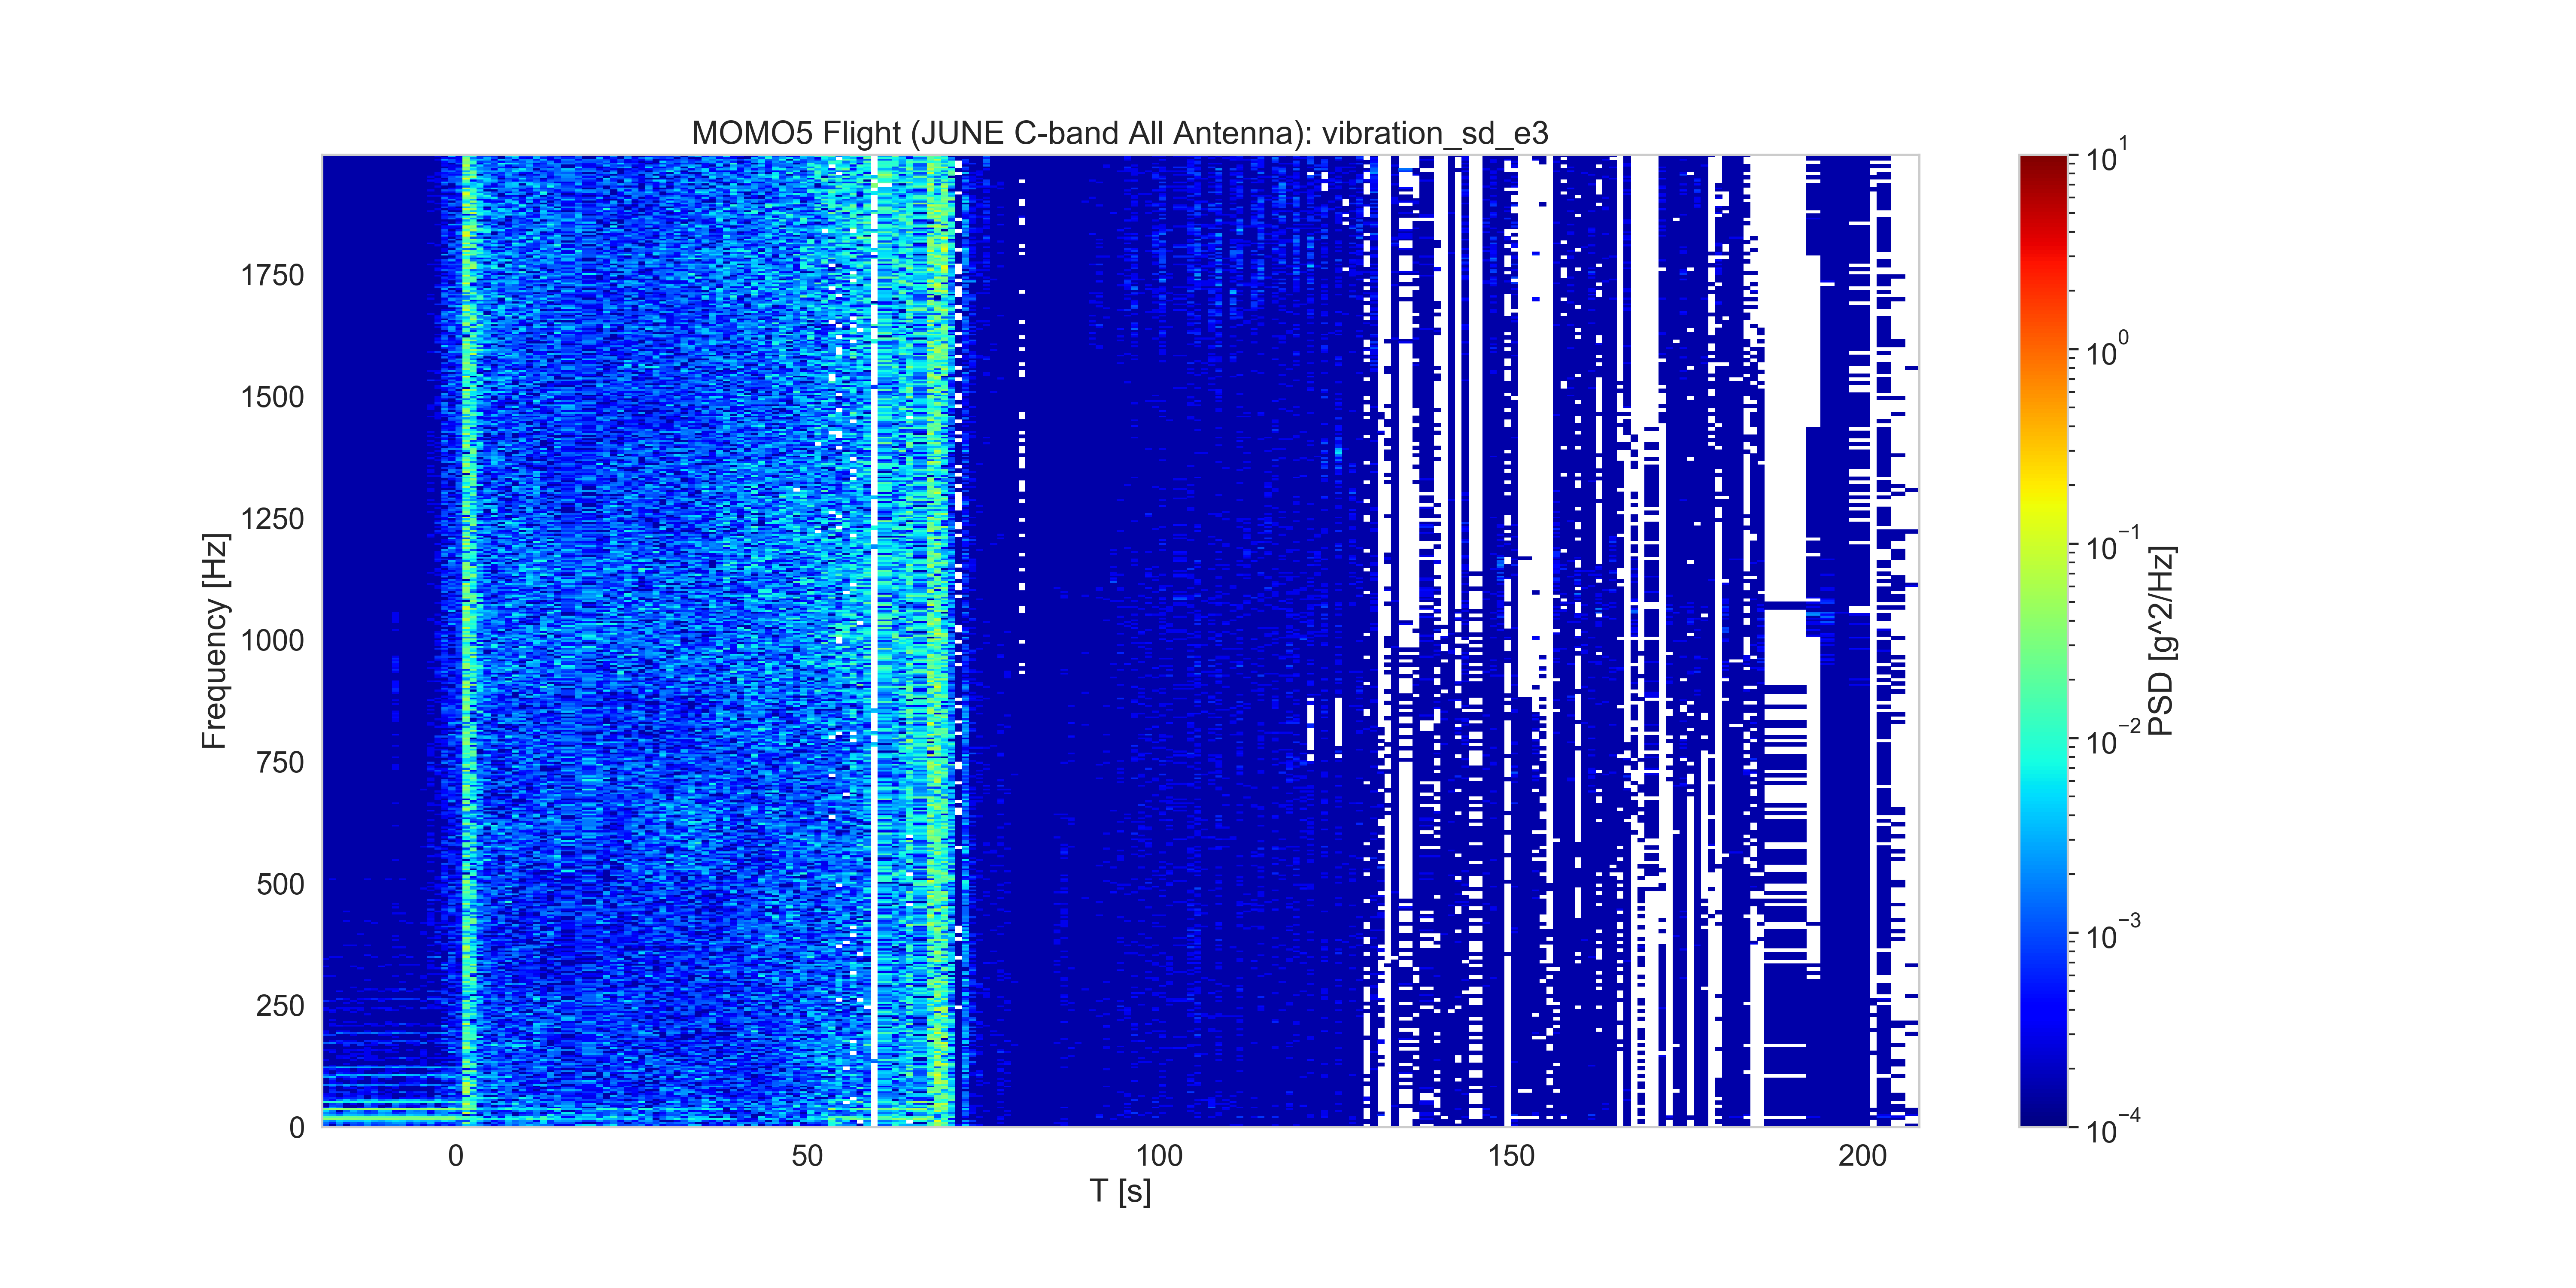 MOMO5 Flight (JUNE C-band All Antenna): vibration_sd_e3
1750
1500
1250
1000
750
500
250
0
Frequency [Hz]
0 50 100 150 200
T [s]
10^1
10^0
10^−1
10^−2
10^−3
10^−4
PSD [g^2/Hz]